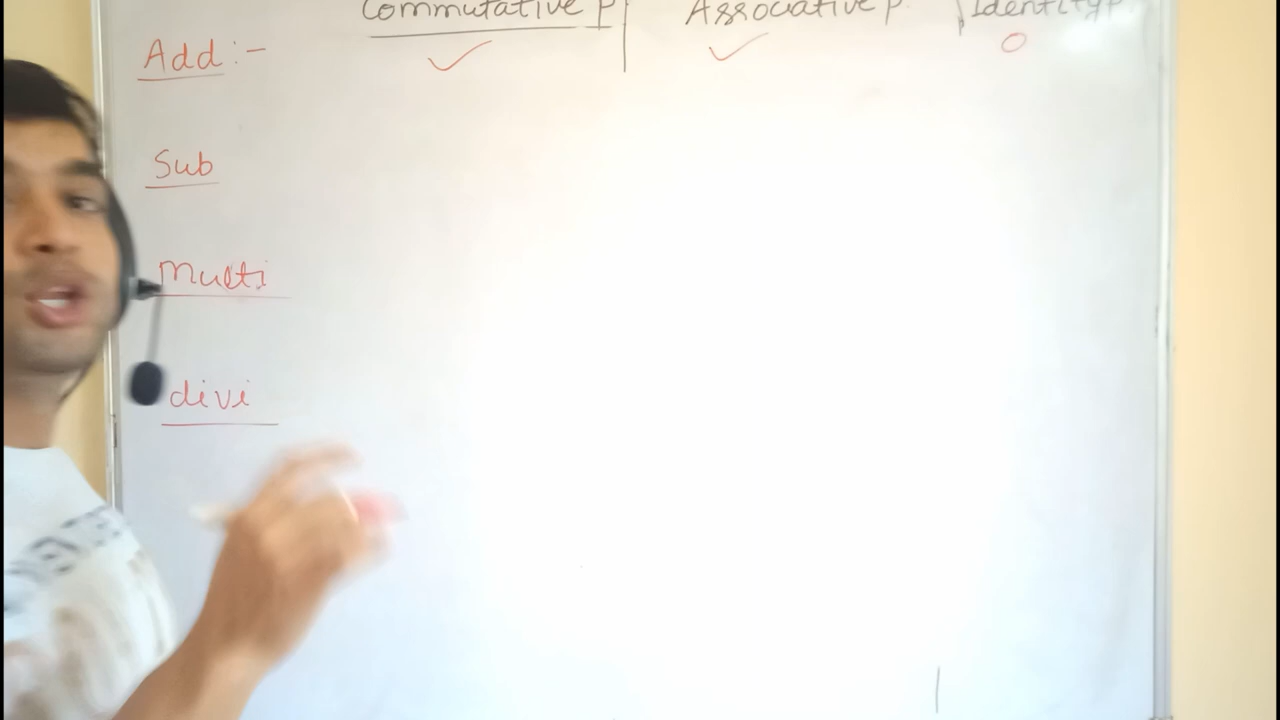 Commutative P Associative P. Identity P
Add :- ✓ ✓ 0
Sub
Multi
divi